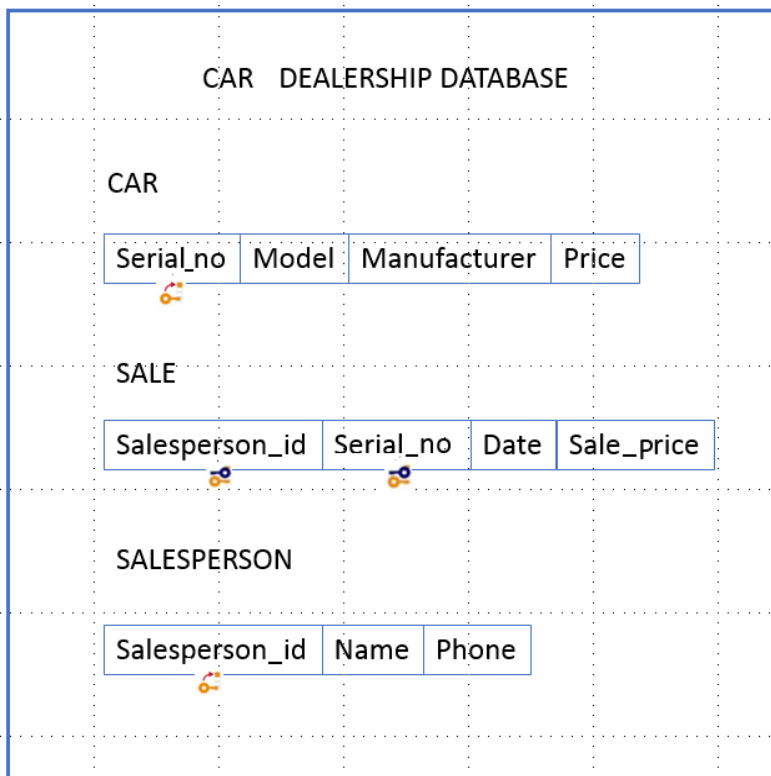 CAR DEALERSHIP DATABASE
CAR
Serial_no Model Manufacturer Price
SALE
Salesperson_id Serial_no Date Sale_price
SALESPERSON
Salesperson_id Name Phone